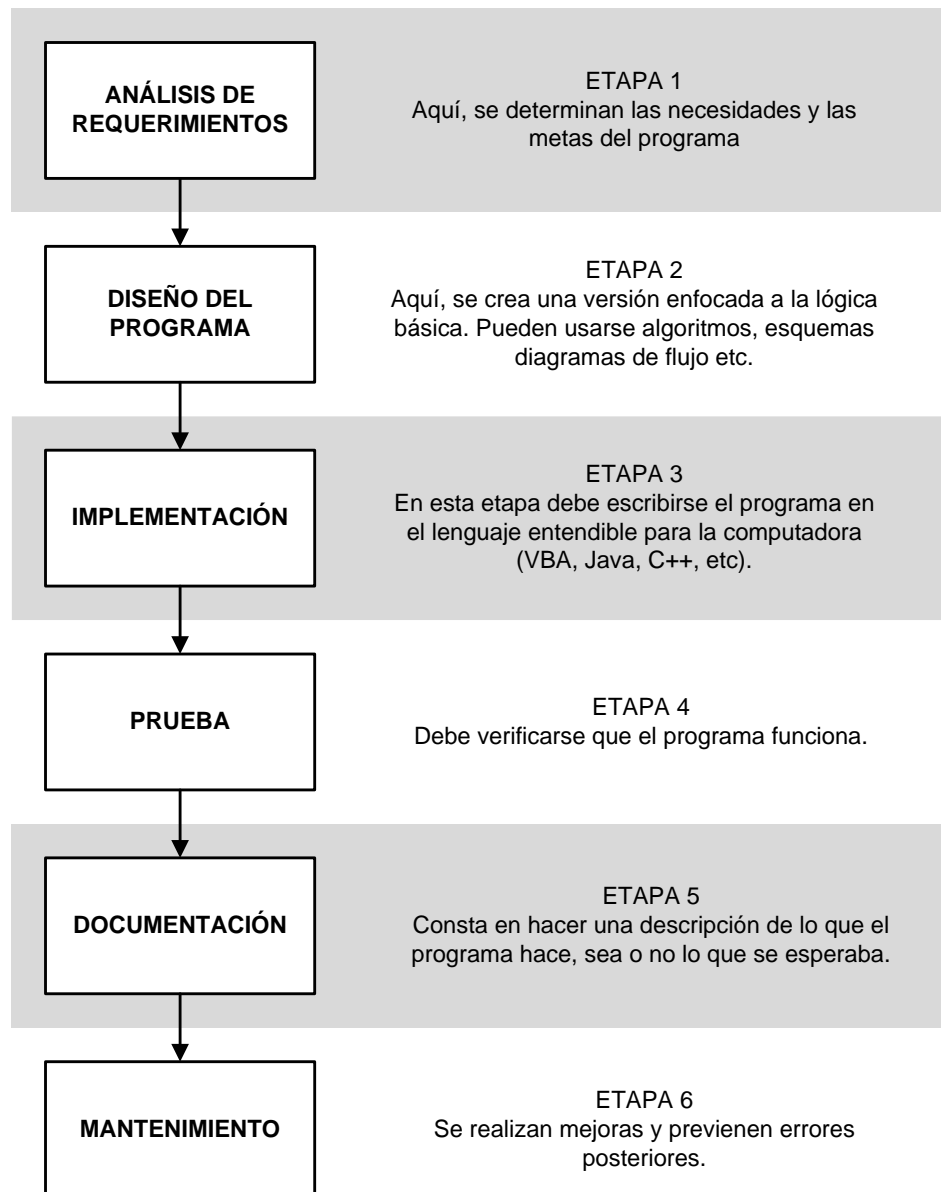 ANÁLISIS DE
REQUERIMIENTOS
ETAPA 1
Aquí, se determinan las necesidades y las
metas del programa
DISEÑO DEL
PROGRAMA
ETAPA 2
Aquí, se crea una versión enfocada a la lógica
básica. Pueden usarse algoritmos, esquemas
diagramas de flujo etc.
IMPLEMENTACIÓN
ETAPA 3
En esta etapa debe escribirse el programa en
el lenguaje entendible para la computadora
(VBA, Java, C++, etc).
PRUEBA
ETAPA 4
Debe verificarse que el programa funciona.
DOCUMENTACIÓN
ETAPA 5
Consta en hacer una descripción de lo que el
programa hace, sea o no lo que se esperaba.
MANTENIMIENTO
ETAPA 6
Se realizan mejoras y previenen errores
posteriores.